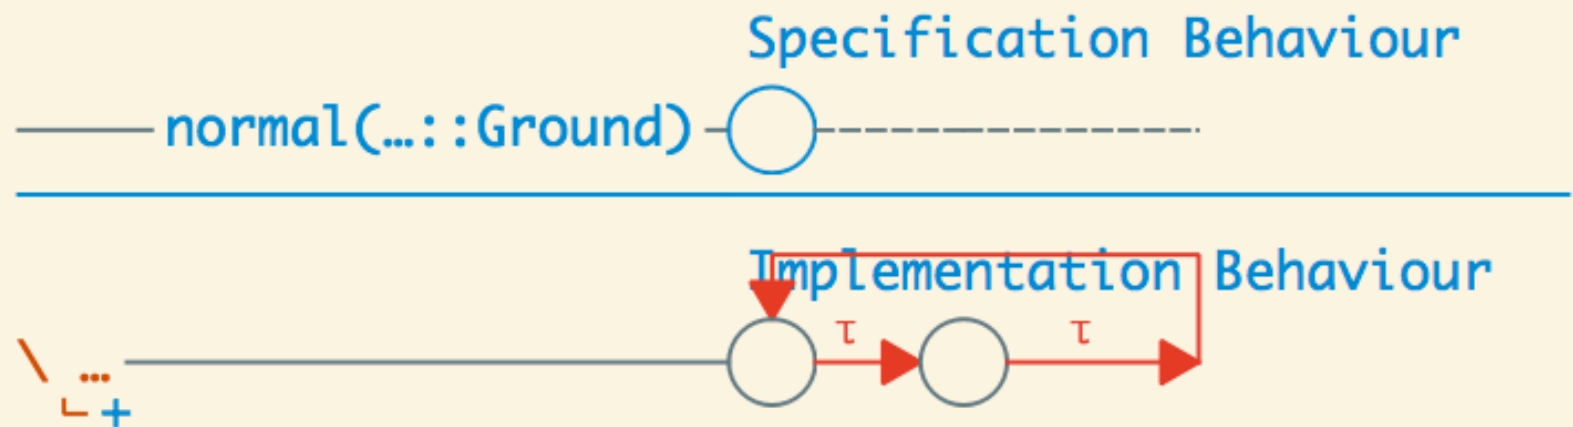 Specification Behaviour
normal(…::Ground)
Implementation Behaviour
τ τ
\ …
└ +